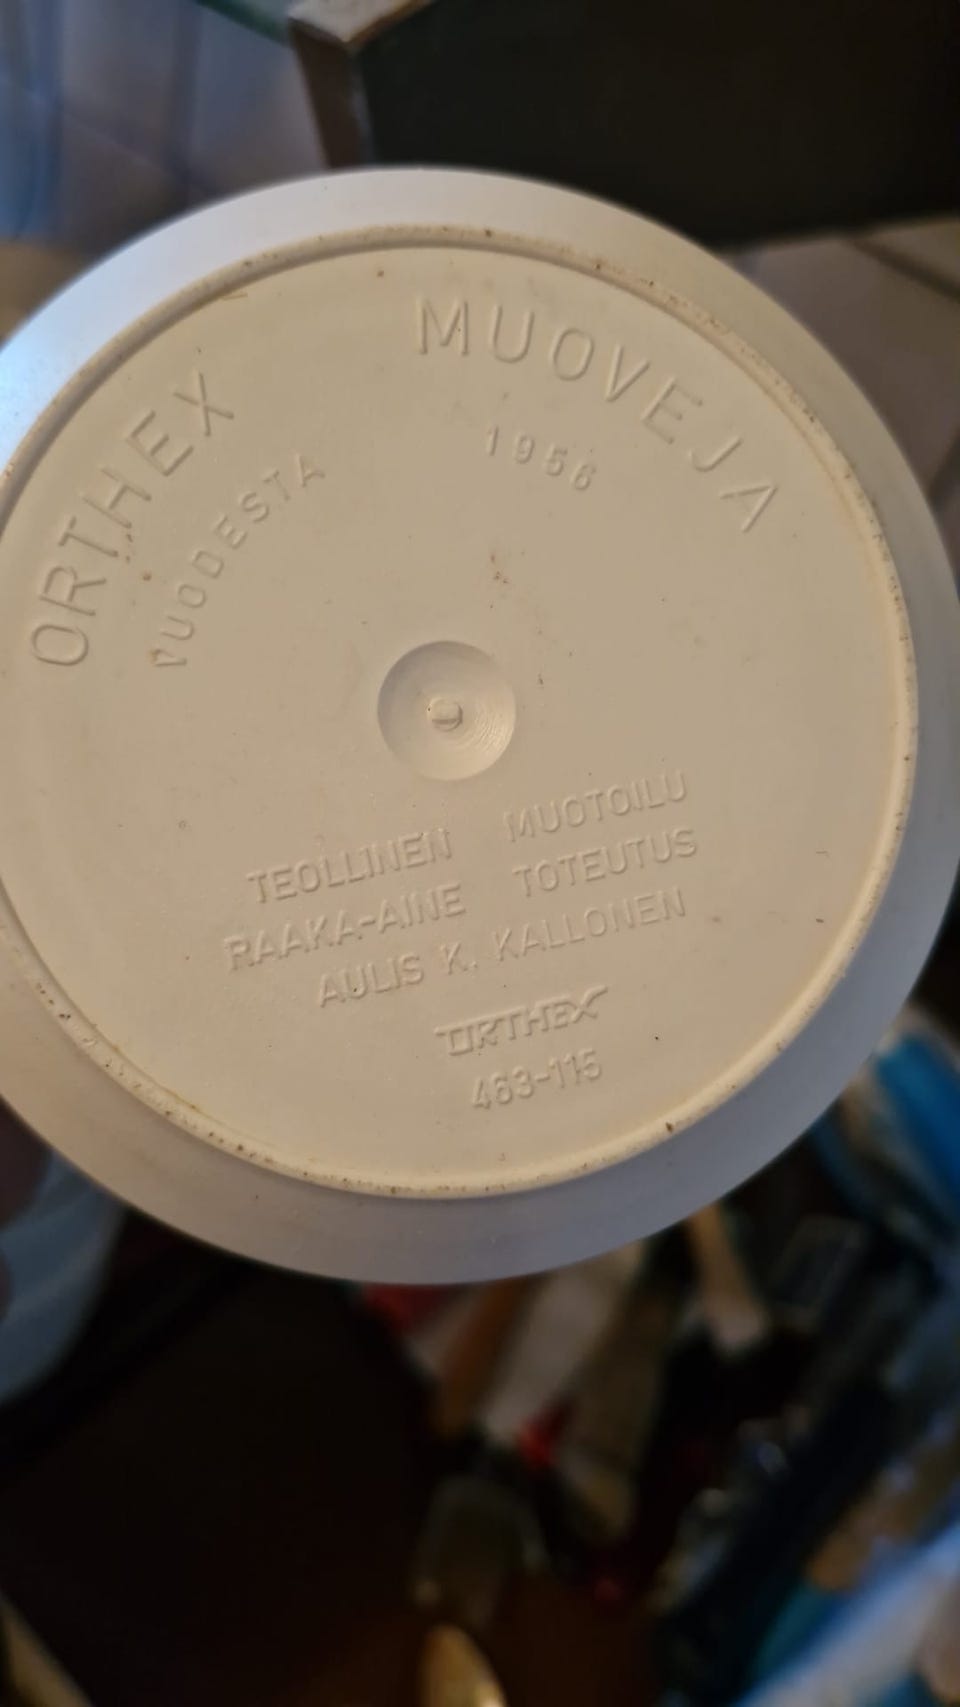 ORTHEX MUOVEJA
VUODESTA 1956
TEOLLINEN MUOTOILU
RAAKA-AINE TOTEUTUS
AULIS K. KALLONEN
ORTHEX
463-115